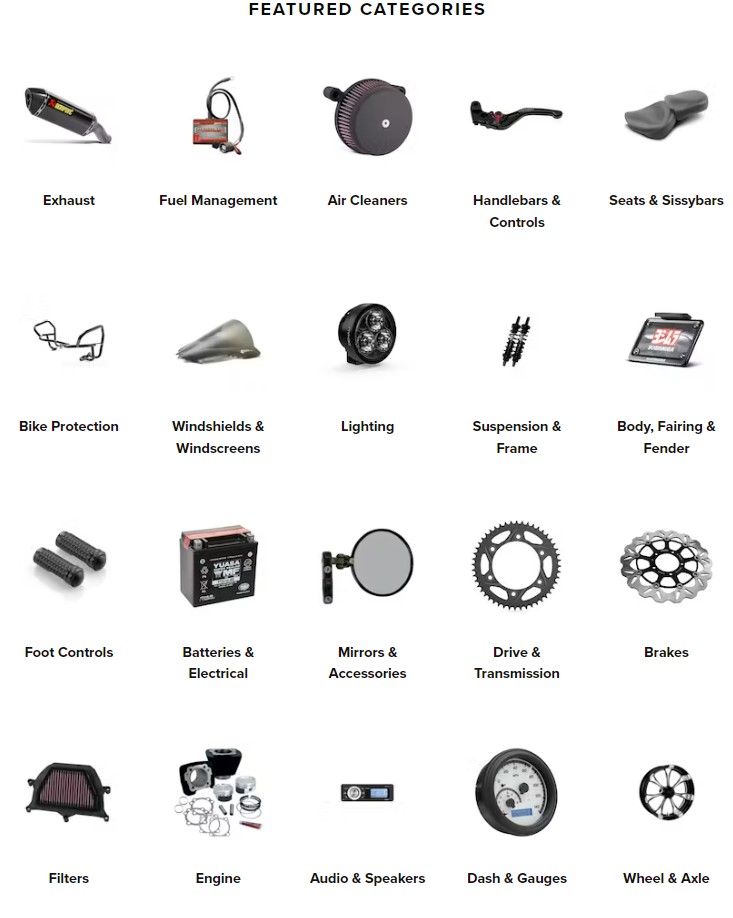 FEATURED CATEGORIES
Exhaust
Fuel Management
Air Cleaners
Handlebars &
Controls
Seats & Sissybars
Bike Protection
Windshields &
Windscreens
Lighting
Suspension &
Frame
Body, Fairing &
Fender
Foot Controls
YUASA
Batteries &
Electrical
Mirrors &
Accessories
Drive &
Transmission
Brakes
Filters
Engine
Audio & Speakers
Dash & Gauges
Wheel & Axle